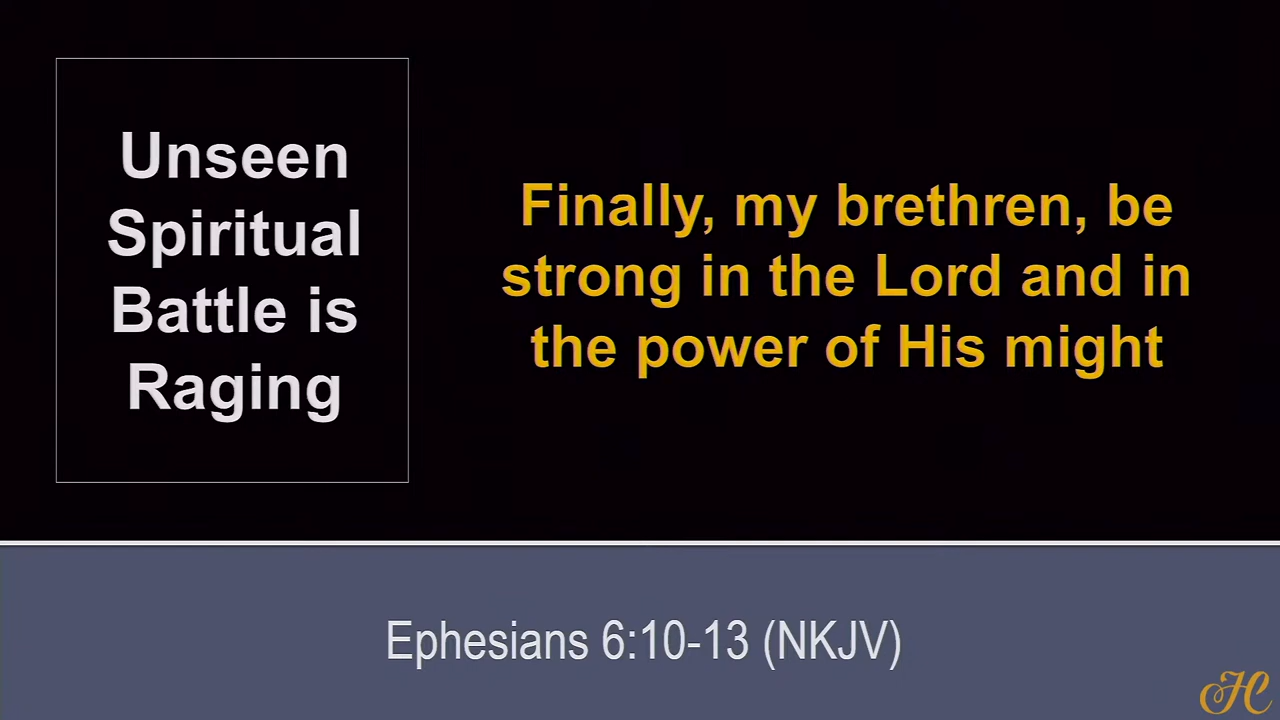 Unseen
Spiritual
Battle is
Raging
Finally, my brethren, be
strong in the Lord and in
the power of His might
Ephesians 6:10-13 (NKJV)
HC